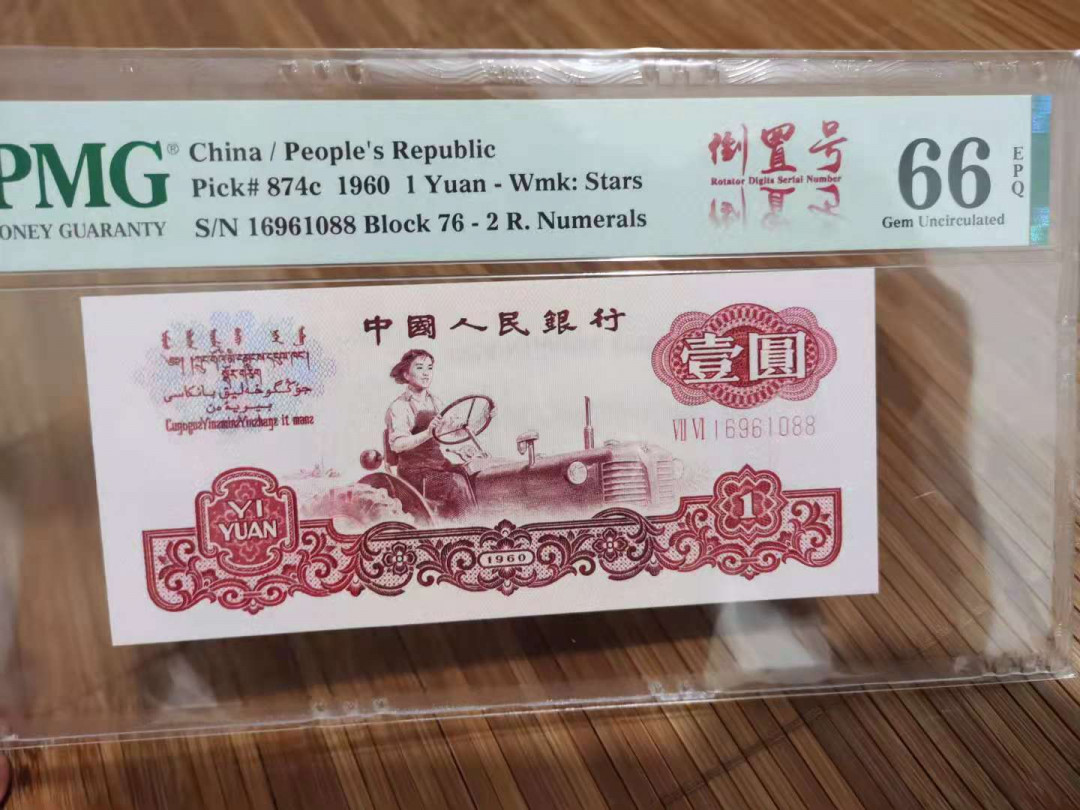 PMG®
ONEY GUARANTY
China / People's Republic
Pick# 874c 1960 1 Yuan - Wmk: Stars
S/N 16961088 Block 76 - 2 R. Numerals
倒置号
Rotator Digits Serial Number
66
Gem Uncirculated
EPQ
中國人民銀行
壹圓
VII VI 16961088
YI
YUAN
1
1960